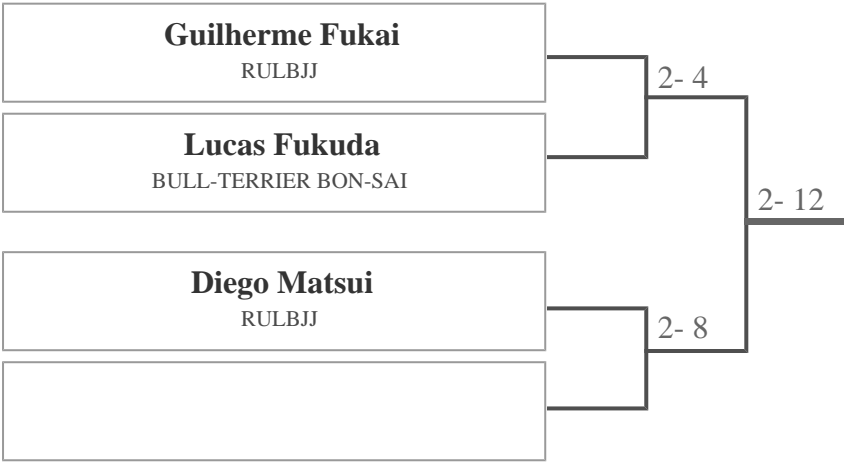 Guilherme Fukai
RULBJJ
2- 4
Lucas Fukuda
BULL-TERRIER BON-SAI
2- 12
Diego Matsui
RULBJJ
2- 8